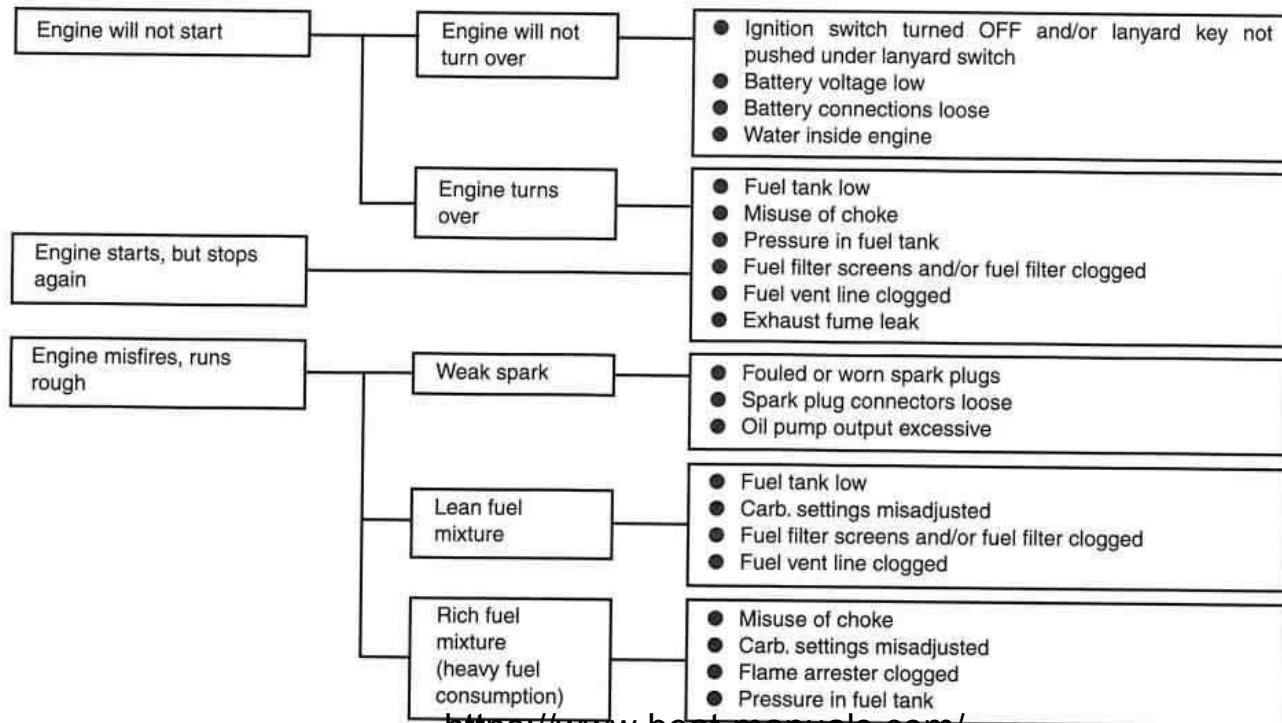 Engine will not start
Engine will not
turn over
● Ignition switch turned OFF and/or lanyard key not
pushed under lanyard switch
● Battery voltage low
● Battery connections loose
● Water inside engine
Engine turns
over
● Fuel tank low
● Misuse of choke
● Pressure in fuel tank
● Fuel filter screens and/or fuel filter clogged
● Fuel vent line clogged
● Exhaust fume leak
Engine starts, but stops
again
Engine misfires, runs
rough
Weak spark
● Fouled or worn spark plugs
● Spark plug connectors loose
● Oil pump output excessive
Lean fuel
mixture
● Fuel tank low
● Carb. settings misadjusted
● Fuel filter screens and/or fuel filter clogged
● Fuel vent line clogged
Rich fuel
mixture
(heavy fuel
consumption)
● Misuse of choke
● Carb. settings misadjusted
● Flame arrester clogged
● Pressure in fuel tank